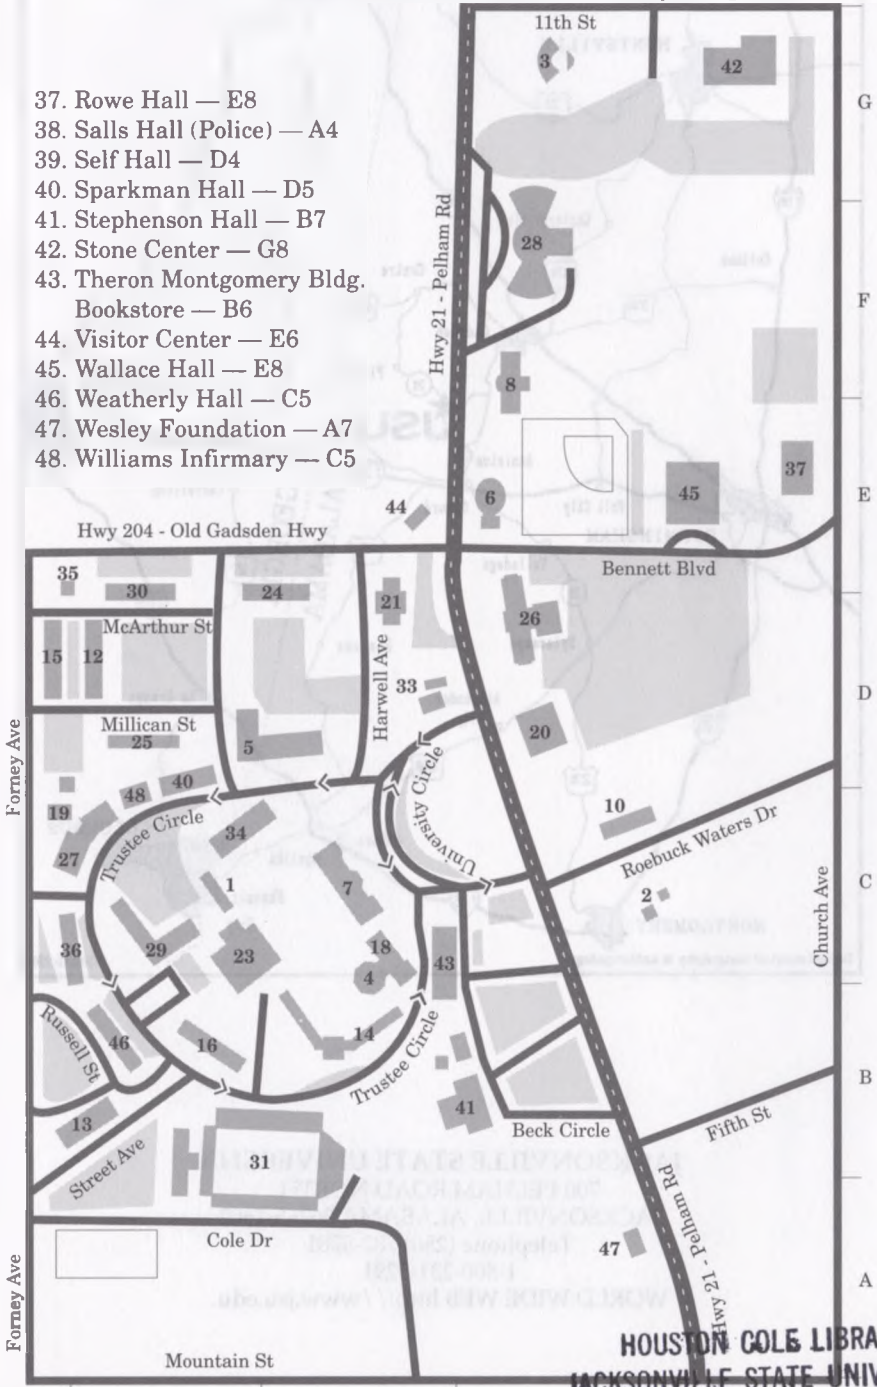 11th St
3
42
G
37. Rowe Hall — E8
38. Salls Hall (Police) — A4
39. Self Hall — D4
40. Sparkman Hall — D5
41. Stephenson Hall — B7
42. Stone Center — G8
43. Theron Montgomery Bldg.
Bookstore — B6
44. Visitor Center — E6
45. Wallace Hall — E8
46. Weatherly Hall — C5
47. Wesley Foundation — A7
48. Williams Infirmary — C5
Hwy 21 - Pelham Rd
28
F
8
37
45
E
6
44
Hwy 204 - Old Gadsden Hwy
Bennett Blvd
35
30
24
21
26
McArthur St
15
12
33
D
Harwell Ave
Millican St
25
5
20
Forney Ave
40
48
19
Trustee Circle
34
27
University Circle
10
Roebuck Waters Dr
1
7
2
C
Church Ave
36
29
23
18
4
43
Russell St
46
16
14
Trustee Circle
B
13
41
Beck Circle
Fifth St
Street Ave
31
Cole Dr
47
Hwy 21 - Pelham Rd
A
Forney Ave
Mountain St
HOUSTON COLE LIBRA
JACKSONVILLE STATE UNIV